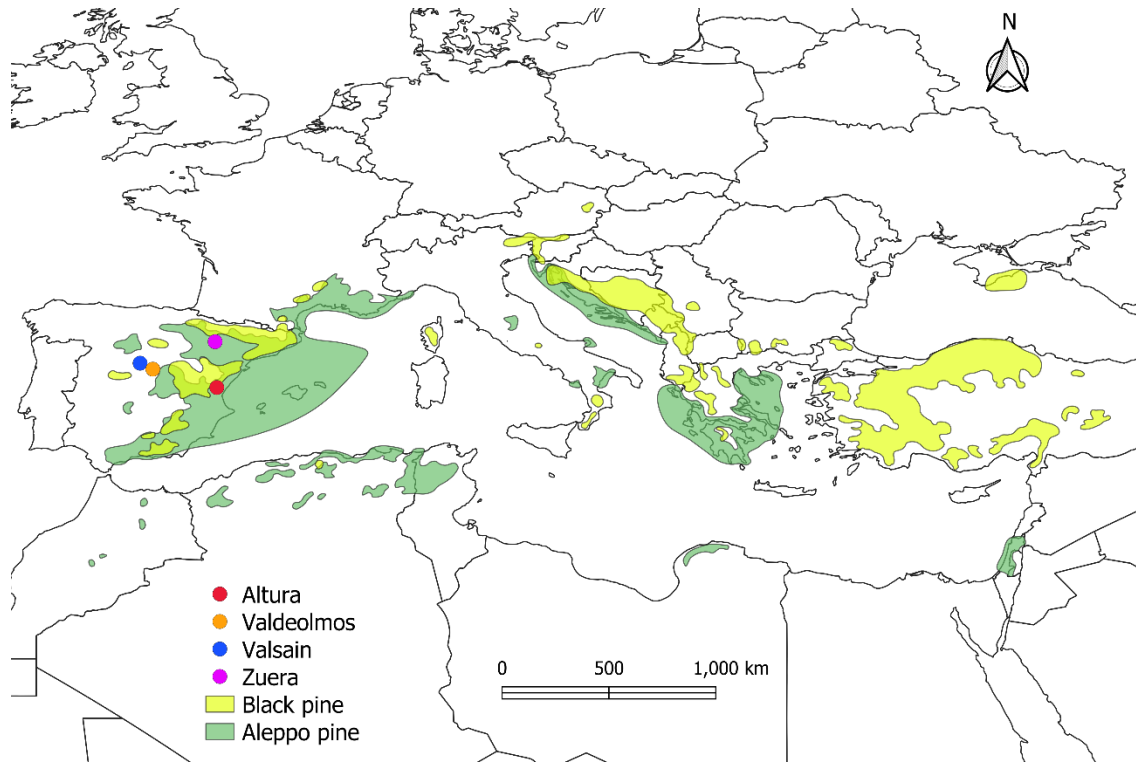 N
Altura
Valdeolmos
Valsain
Zuera
Black pine
Aleppo pine
0 500 1,000 km